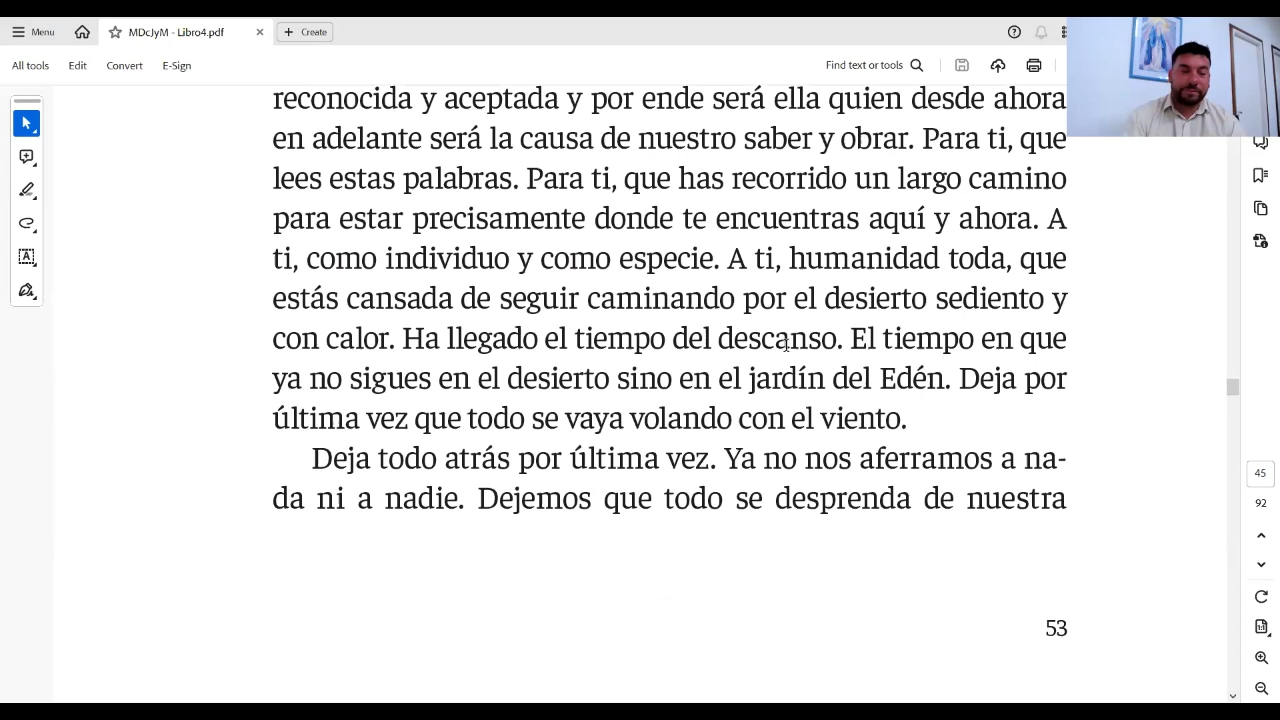 Menu
MDcJyM - Libro4.pdf
Create
All tools
Edit
Convert
E-Sign
Find text or tools
reconocida y aceptada y por ende será ella quien desde ahora
en adelante será la causa de nuestro saber y obrar. Para ti, que
lees estas palabras. Para ti, que has recorrido un largo camino
para estar precisamente donde te encuentras aquí y ahora. A
ti, como individuo y como especie. A ti, humanidad toda, que
estás cansada de seguir caminando por el desierto sediento y
con calor. Ha llegado el tiempo del descanso. El tiempo en que
ya no sigues en el desierto sino en el jardín del Edén. Deja por
última vez que todo se vaya volando con el viento.
Deja todo atrás por última vez. Ya no nos aferramos a na-
da ni a nadie. Dejemos que todo se desprenda de nuestra
53
45
92